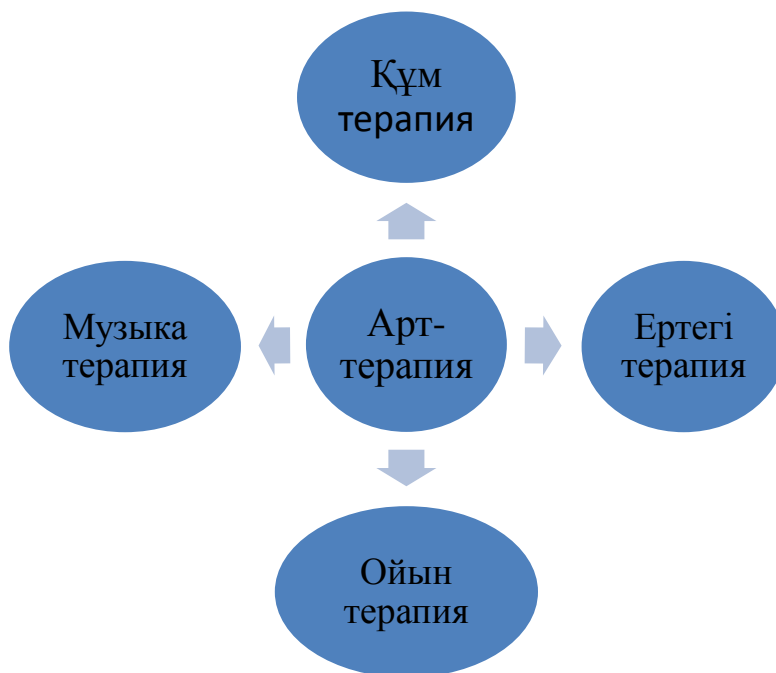 Құм
терапия
Музыка
терапия
Арт-
терапия
Ертегі
терапия
Ойын
терапия